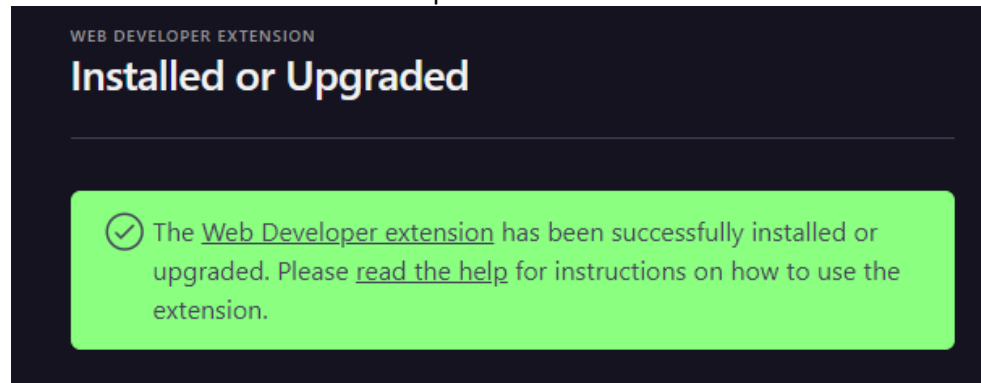 WEB DEVELOPER EXTENSION
Installed or Upgraded
The Web Developer extension has been successfully installed or
upgraded. Please read the help for instructions on how to use the
extension.